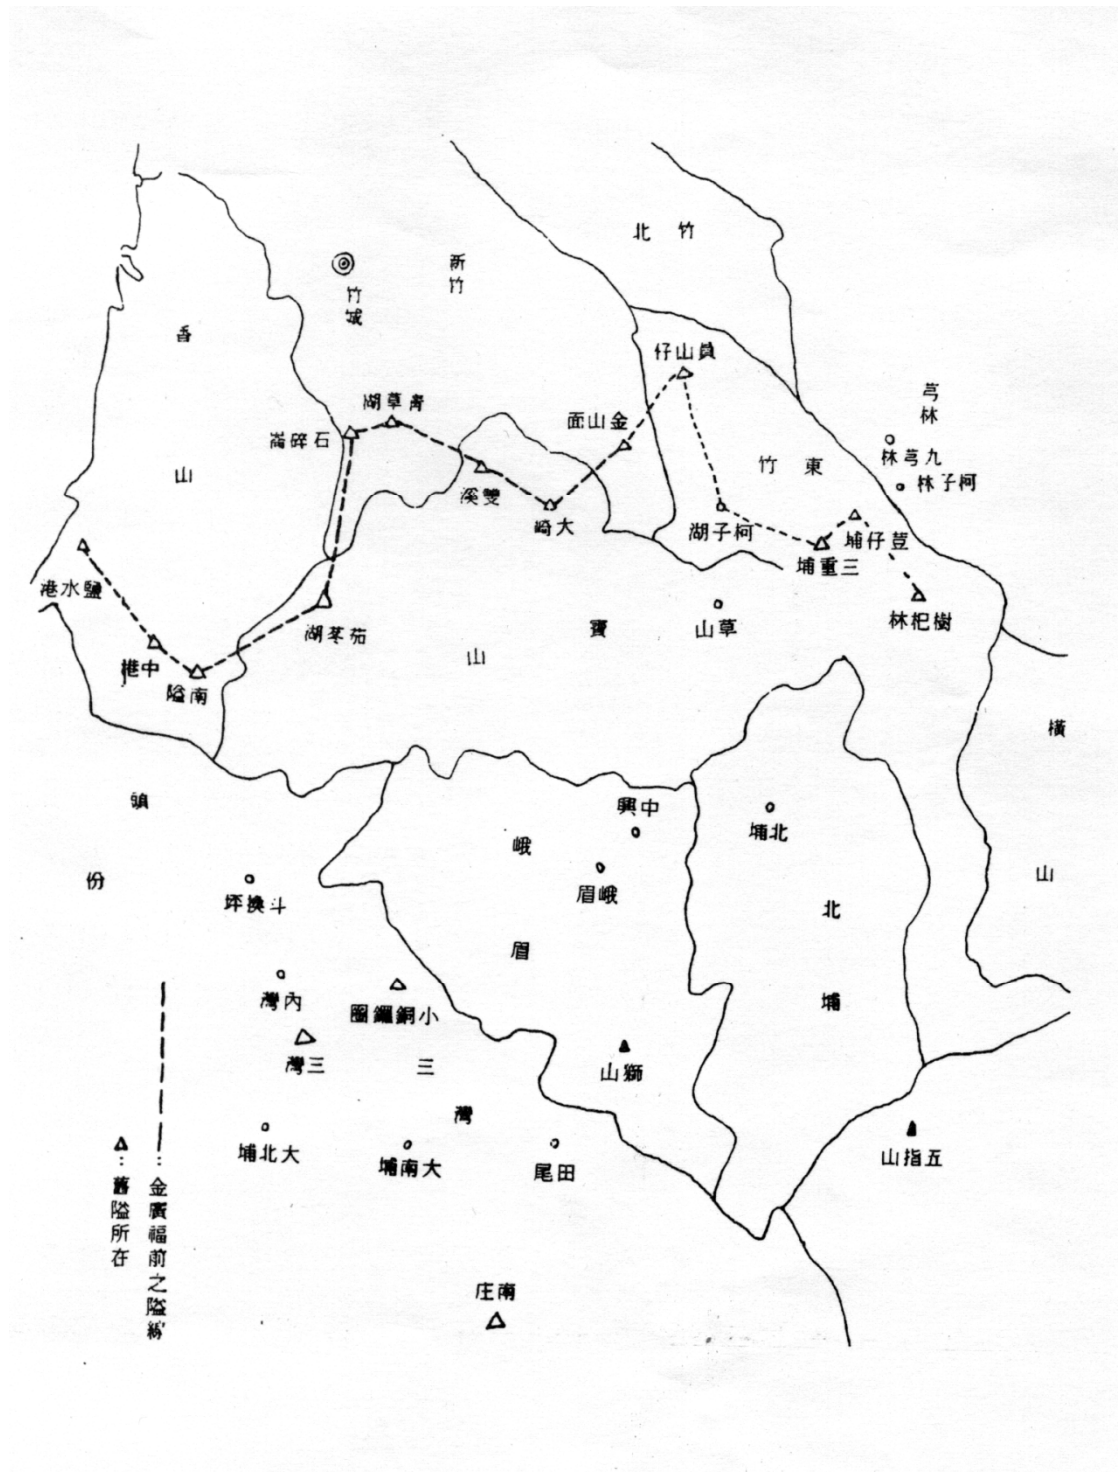 竹北
新竹
竹城
香山
員山仔
芎林
青草湖
金山面
石碎崙
九芎林
竹東
東
柯子林
雙溪
大崎
柯子湖
荳仔埔
三重埔
鹽水港
樹杞林
茄苳湖
草山
寶山
中港
南隘
橫山
頭份
中興
北埔
峨眉
峨眉
斗換坪
北埔
內灣
小銅鑼圈
三灣
三灣
獅山
大北埔
大南埔
田尾
五指山
南庄
金廣福前之隘線
舊隘所在